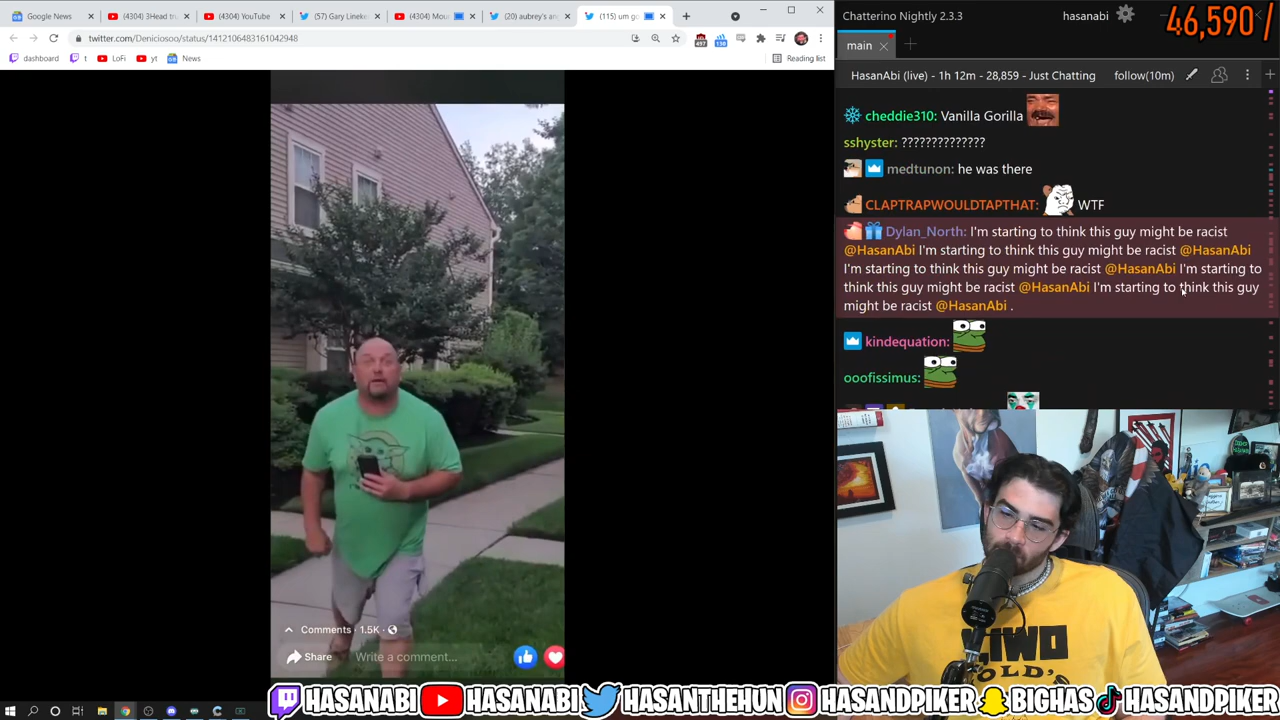 Google News
(4304) 3Head tru
(4304) YouTube
(57) Gary Lineke
(4304) Mou
(20) aubrey's an
(115) um go
twitter.com/Deniciosoo/status/1412106483161042948
497
138
dashboard
t
LoFi
yt
News
Reading list
Comments · 1.5K
Share
Write a comment...
Chatterino Nightly 2.3.3
hasanabi
46,590 /
main
HasanAbi (live) - 1h 12m - 28,859 - Just Chatting
follow(10m)
cheddie310: Vanilla Gorilla
sshyster: ??????????????
medtunon: he was there
CLAPTRAPWOULDTAPTHAT: WTF
Dylan_North: I'm starting to think this guy might be racist
@HasanAbi I'm starting to think this guy might be racist @HasanAbi
I'm starting to think this guy might be racist @HasanAbi I'm starting to
think this guy might be racist @HasanAbi I'm starting to think this guy
might be racist @HasanAbi .
kindequation:
ooofissimus:
HASANABI HASANABI HASANTHEHUN HASANDPIKER BIGHAS HASANDPIKER